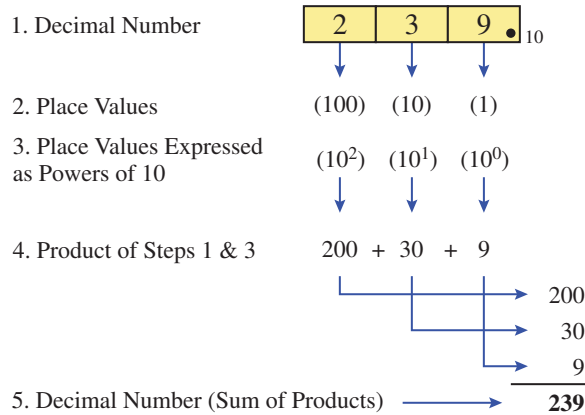 1. Decimal Number 2 3 9 . 10
2. Place Values (100) (10) (1)
3. Place Values Expressed
as Powers of 10 (10²) (10¹) (10⁰)
4. Product of Steps 1 & 3 200 + 30 + 9
200
30
9
5. Decimal Number (Sum of Products) 239